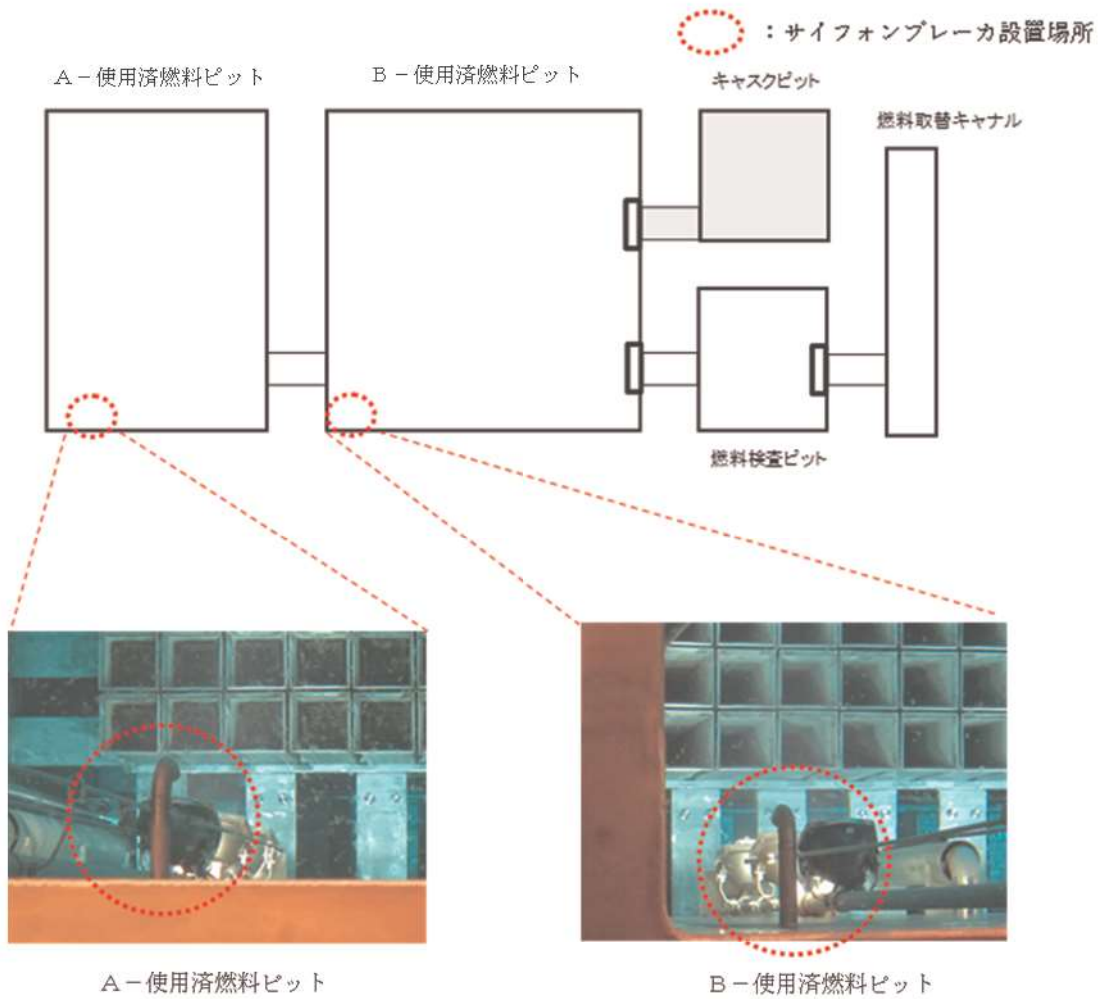 ：サイフォンブレーカ設置場所
A－使用済燃料ピット
B－使用済燃料ピット
キャスクピット
燃料取替キャナル
燃料検査ピット
A－使用済燃料ピット
B－使用済燃料ピット